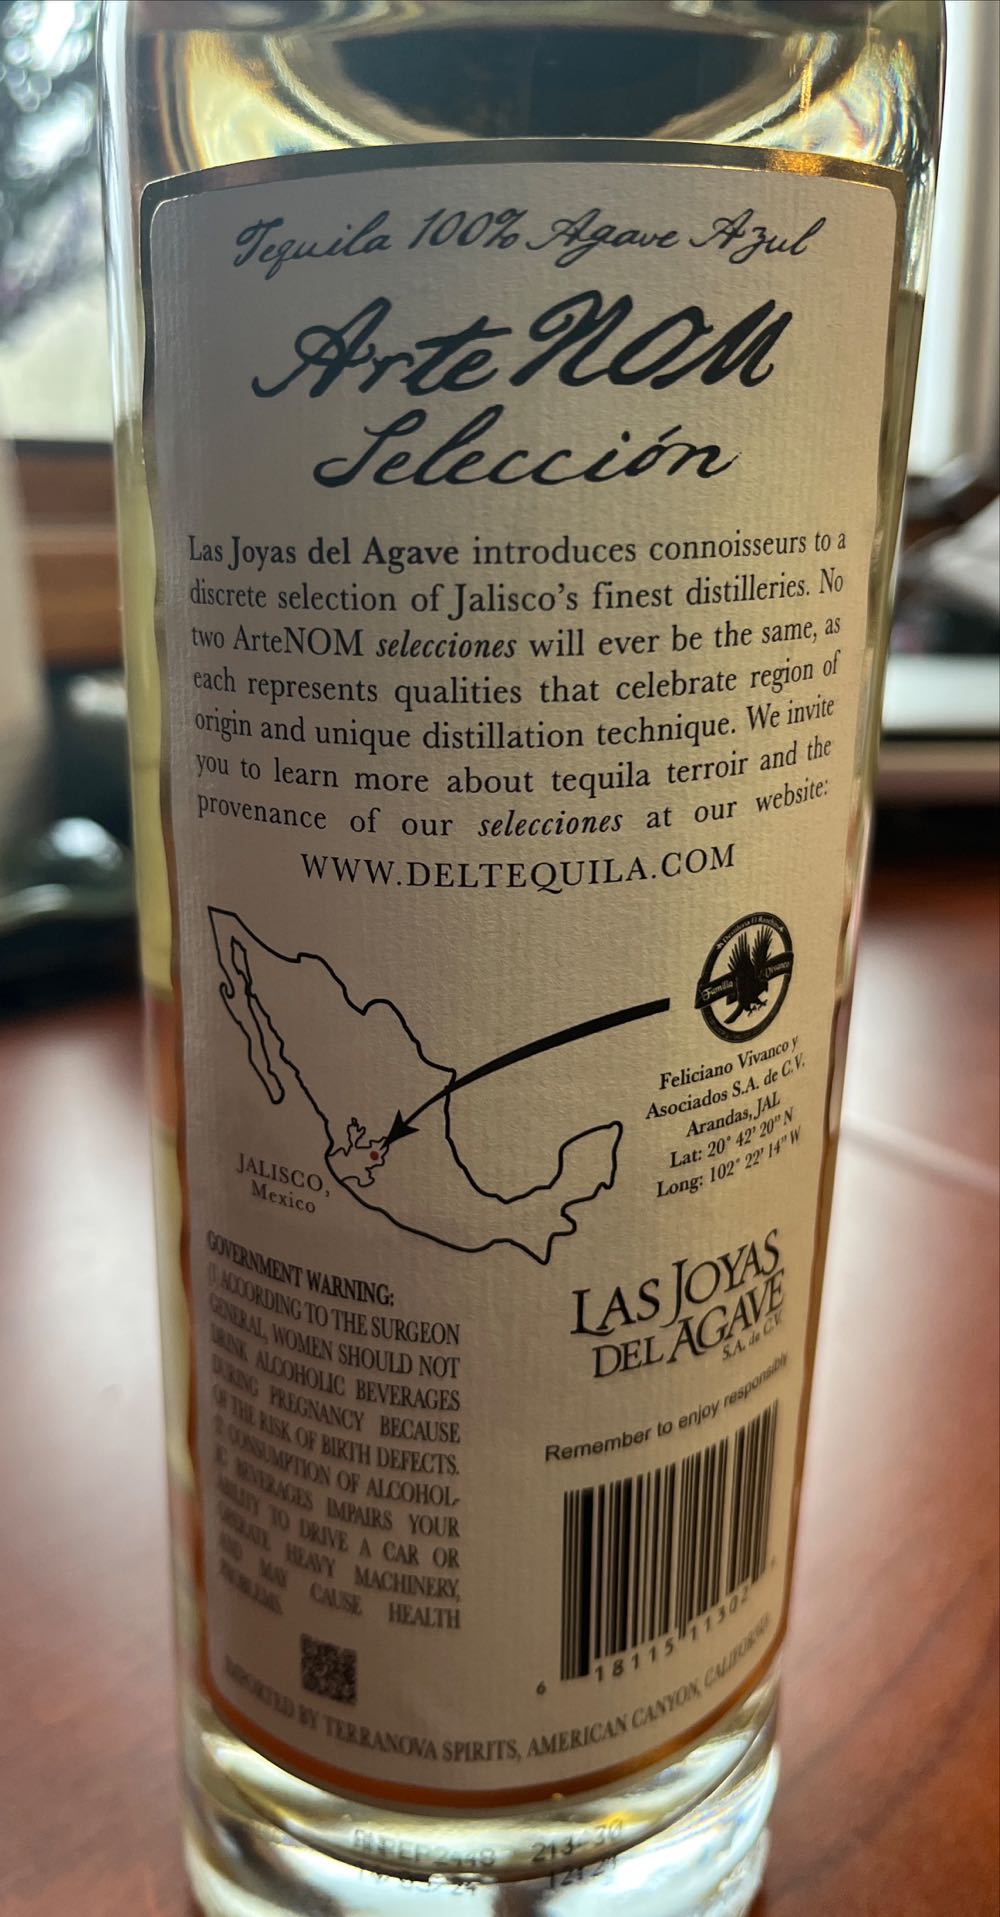 Tequila 100% Agave Azul
Arte NOM
Selección
Las Joyas del Agave introduces connoisseurs to a
discrete selection of Jalisco's finest distilleries. No
two ArteNOM selecciones will ever be the same, as
each represents qualities that celebrate region of
origin and unique distillation technique. We invite
you to learn more about tequila terroir and the
provenance of our selecciones at our website:
WWW.DELTEQUILA.COM
Familia Vivanco
Feliciano Vivanco y
Asociados S.A. de C.V.
Arandas, JAL
Lat: 20° 42' 20" N
Long: 102° 22' 14" W
JALISCO,
Mexico
GOVERNMENT WARNING:
(1 ACCORDING TO THE SURGEON
GENERAL, WOMEN SHOULD NOT
DRINK ALCOHOLIC BEVERAGES
DURING PREGNANCY BECAUSE
OF THE RISK OF BIRTH DEFECTS.
CONSUMPTION OF ALCOHOL-
IC BEVERAGES IMPAIRS YOUR
ABILITY TO DRIVE A CAR OR
OPERATE HEAVY MACHINERY,
AND MAY CAUSE HEALTH
PROBLEMS.
LAS JOYAS
DEL AGAVE
S.A. de C.V.
Remember to enjoy responsibly
6 18115 11302
IMPORTED BY TERRANOVA SPIRITS, AMERICAN CANYON, CALIFORNIA